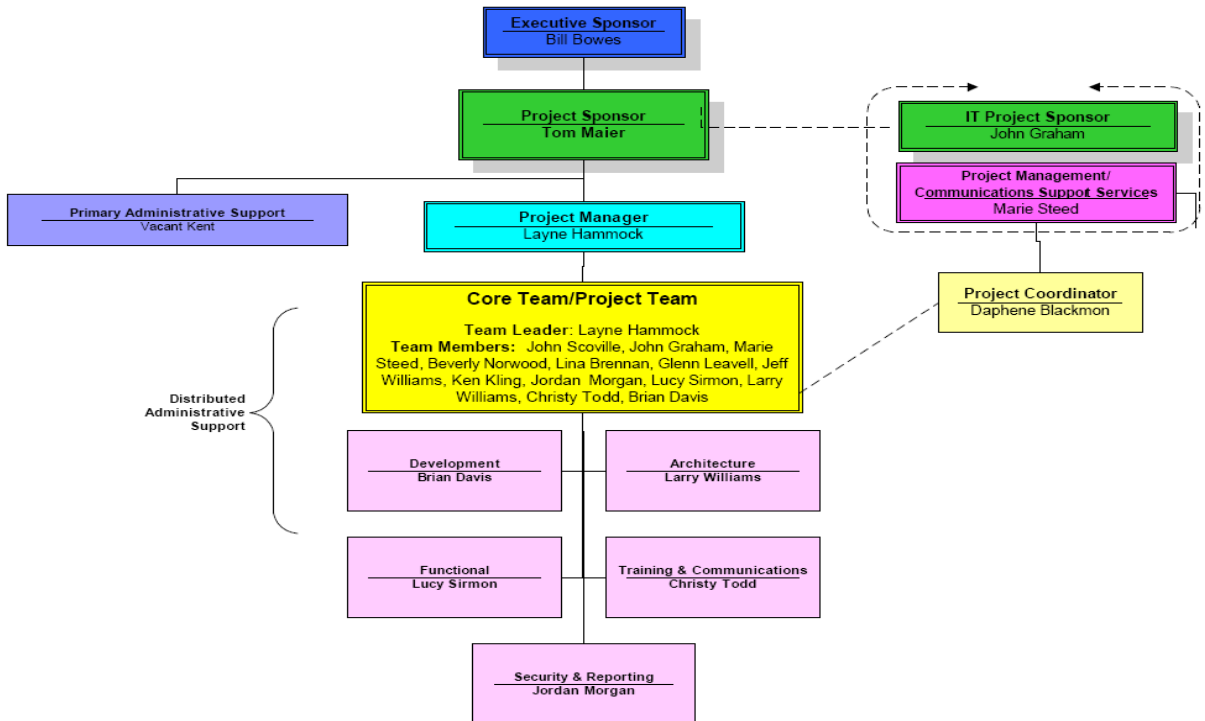 Executive Sponsor
Bill Bowes
Project Sponsor
Tom Maier
IT Project Sponsor
John Graham
Project Management/
Communications Support Services
Marie Steed
Primary Administrative Support
Vacant Kent
Project Manager
Layne Hammock
Project Coordinator
Daphene Blackmon
Core Team/Project Team
Team Leader: Layne Hammock
Team Members: John Scoville, John Graham, Marie
Steed, Beverly Norwood, Lina Brennan, Glenn Leavell, Jeff
Williams, Ken Kling, Jordan Morgan, Lucy Sirmon, Larry
Williams, Christy Todd, Brian Davis
Distributed
Administrative
Support
Development
Brian Davis
Architecture
Larry Williams
Functional
Lucy Sirmon
Training & Communications
Christy Todd
Security & Reporting
Jordan Morgan